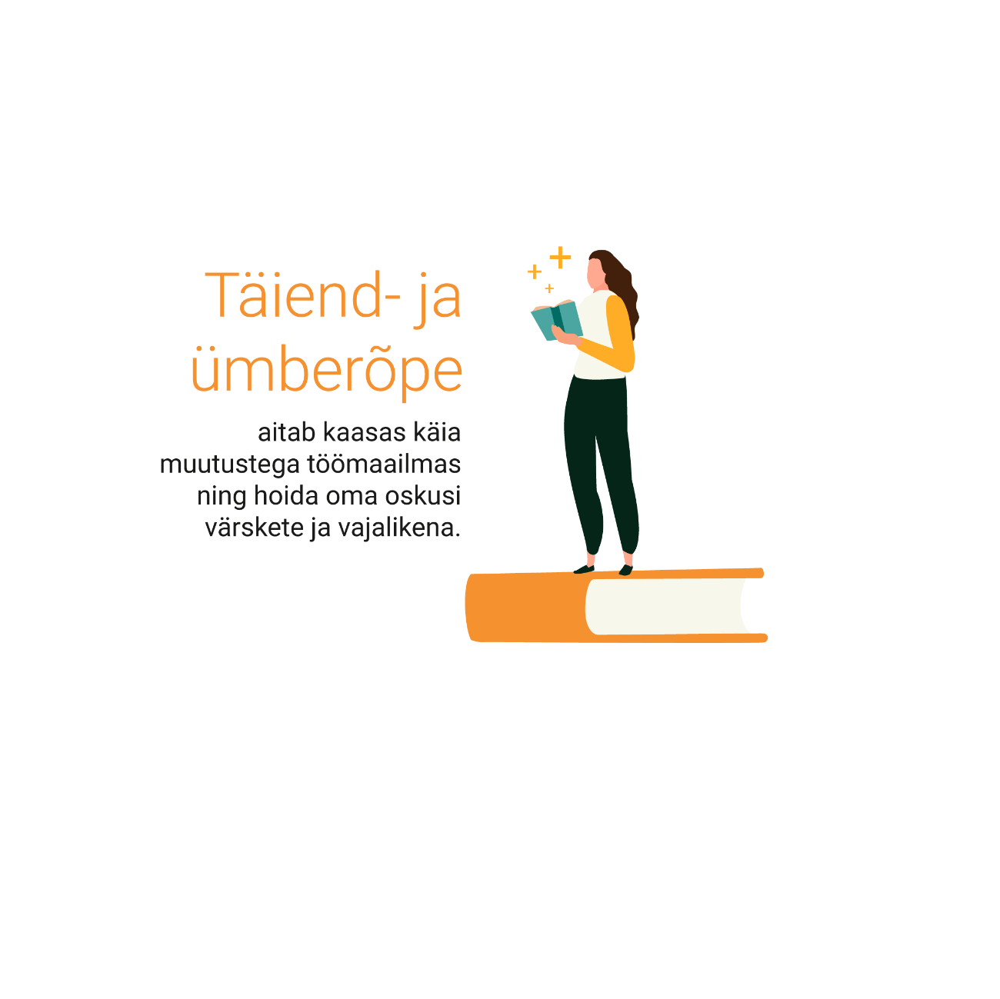 Täiend- ja
ümberõpe
aitab kaasas käia
muutustega töömaailmas
ning hoida oma oskusi
värskete ja vajalikena.